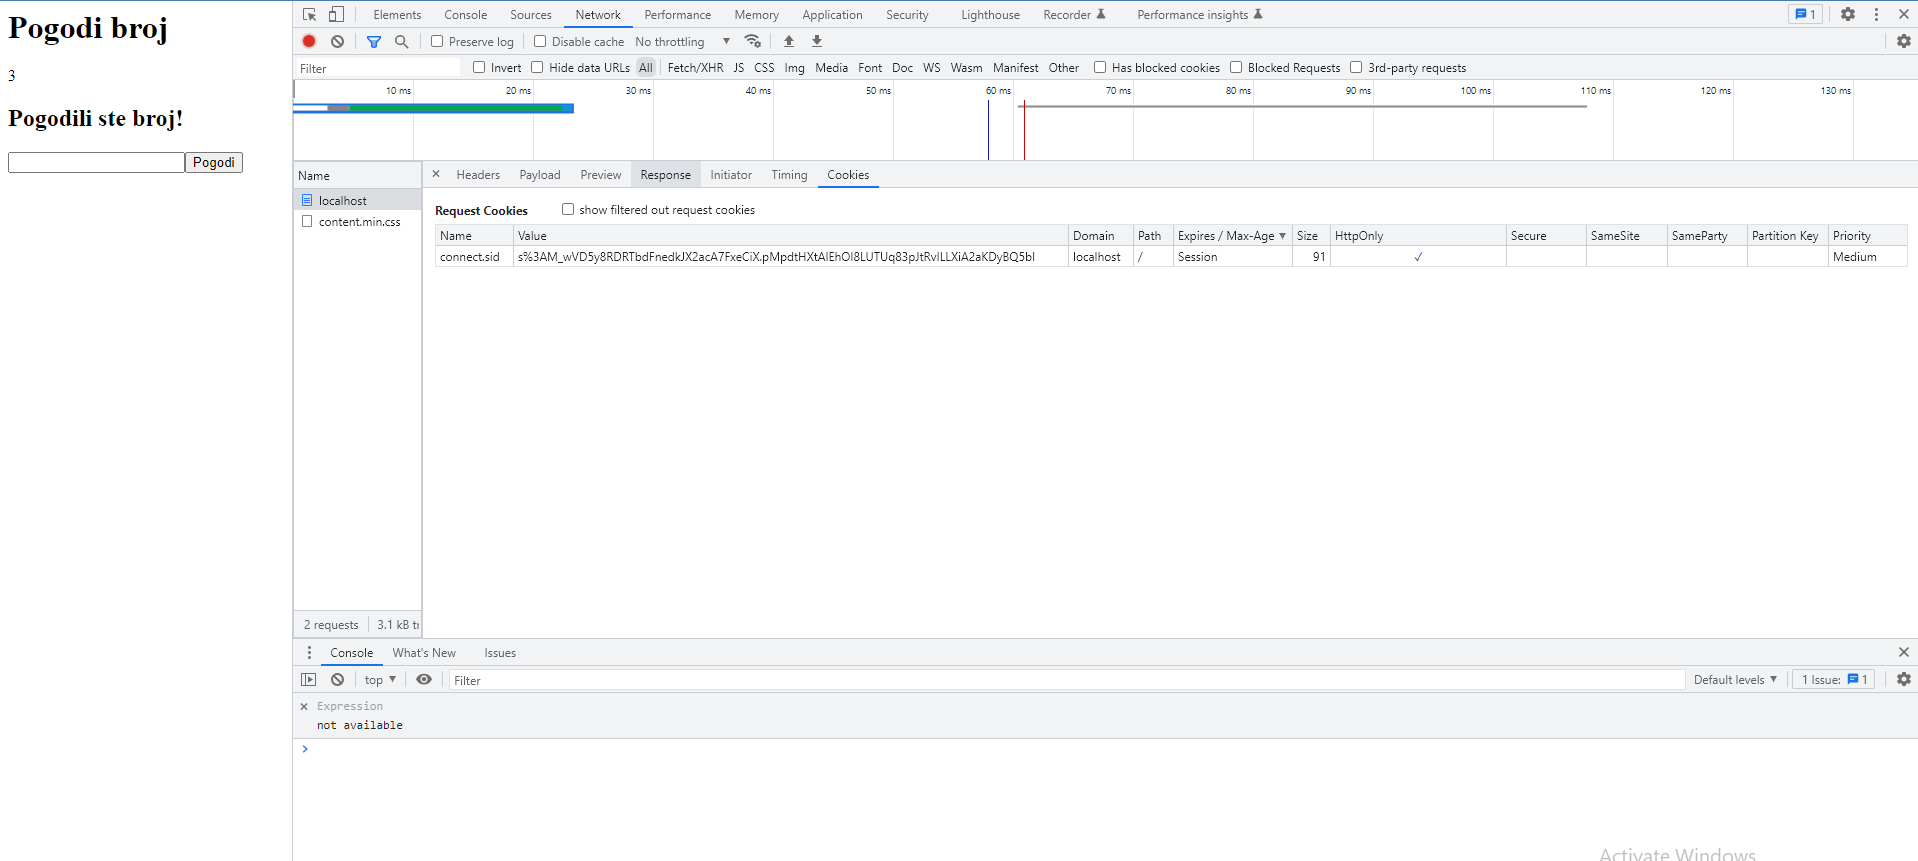 Pogodi broj
3
Pogodili ste broj!
Pogodi
Elements Console Sources Network Performance Memory Application Security Lighthouse Recorder Performance insights 1
Preserve log Disable cache No throttling
Filter Invert Hide data URLs All Fetch/XHR JS CSS Img Media Font Doc WS Wasm Manifest Other Has blocked cookies Blocked Requests 3rd-party requests
10 ms 20 ms 30 ms 40 ms 50 ms 60 ms 70 ms 80 ms 90 ms 100 ms 110 ms 120 ms 130 ms
Name
localhost
content.min.css
2 requests 3.1 kB
× Headers Payload Preview Response Initiator Timing Cookies
Request Cookies show filtered out request cookies
Name Value Domain Path Expires / Max-Age ▼ Size HttpOnly Secure SameSite SameParty Partition Key Priority
connect.sid localhost / Session 91 ✓ Medium
Console What's New Issues
top ▼ Filter Default levels ▼ 1 Issue: 1
Expression
not available
Activate Windows